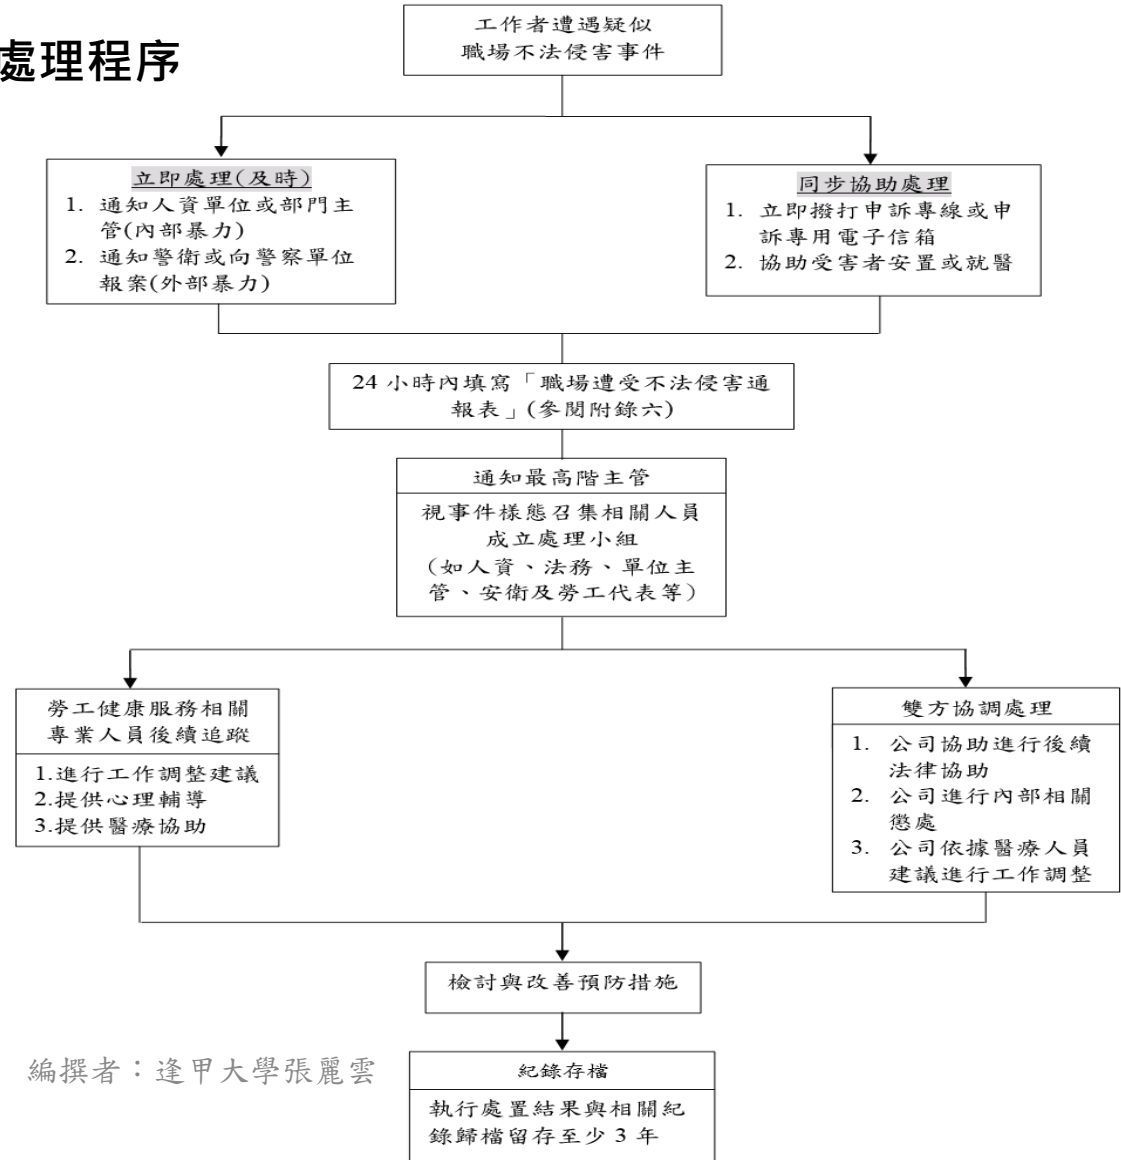 處理程序
工作者遭遇疑似
職場不法侵害事件
立即處理(及時)
1. 通知人資單位或部門主
管(內部暴力)
2. 通知警衛或向警察單位
報案(外部暴力)
同步協助處理
1. 立即撥打申訴專線或申
訴專用電子信箱
2. 協助受害者安置或就醫
24 小時內填寫「職場遭受不法侵害通
報表」(參閱附錄六)
通知最高階主管
視事件樣態召集相關人員
成立處理小組
(如人資、法務、單位主
管、安衛及勞工代表等)
勞工健康服務相關
專業人員後續追蹤
1.進行工作調整建議
2.提供心理輔導
3.提供醫療協助
雙方協調處理
1. 公司協助進行後續
法律協助
2. 公司進行內部相關
懲處
3. 公司依據醫療人員
建議進行工作調整
檢討與改善預防措施
紀錄存檔
執行處置結果與相關紀
錄歸檔留存至少 3 年
編撰者：逢甲大學張麗雲